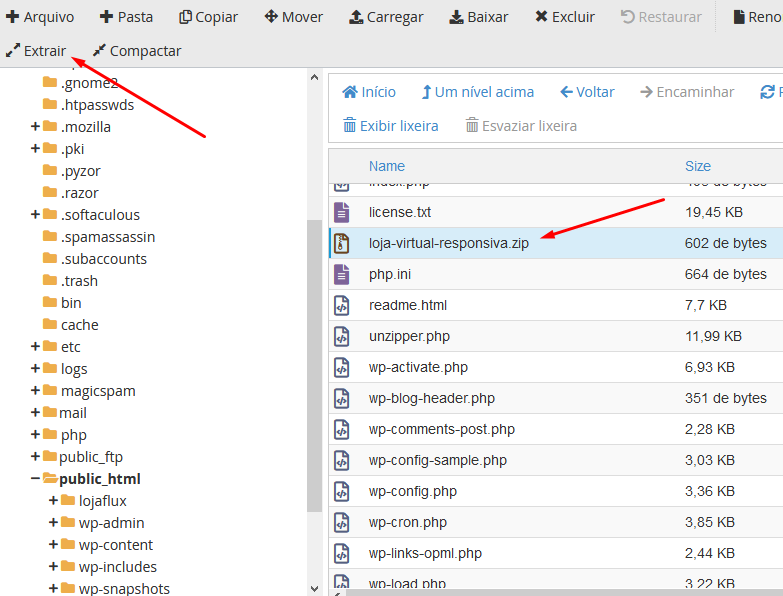 Arquivo Pasta Copiar Mover Carregar Baixar Excluir Restaurar Reno
Extrair Compactar
.gnome2
.htpasswds
.mozilla
.pki
.pyzor
.razor
.softaculous
.spamassassin
.subaccounts
.trash
bin
cache
etc
logs
magicspam
mail
php
public_ftp
public_html
lojaflux
wp-admin
wp-content
wp-includes
wp-snapshots
Início Um nível acima Voltar Encaminhar
Exibir lixeira Esvaziar lixeira
Name Size
index.php
license.txt 19,45 KB
loja-virtual-responsiva.zip 602 de bytes
php.ini 664 de bytes
readme.html 7,7 KB
unzipper.php 11,99 KB
wp-activate.php 6,93 KB
wp-blog-header.php 351 de bytes
wp-comments-post.php 2,28 KB
wp-config-sample.php 3,03 KB
wp-config.php 3,36 KB
wp-cron.php 3,85 KB
wp-links-opml.php 2,44 KB
wp-load.php 3,22 KB